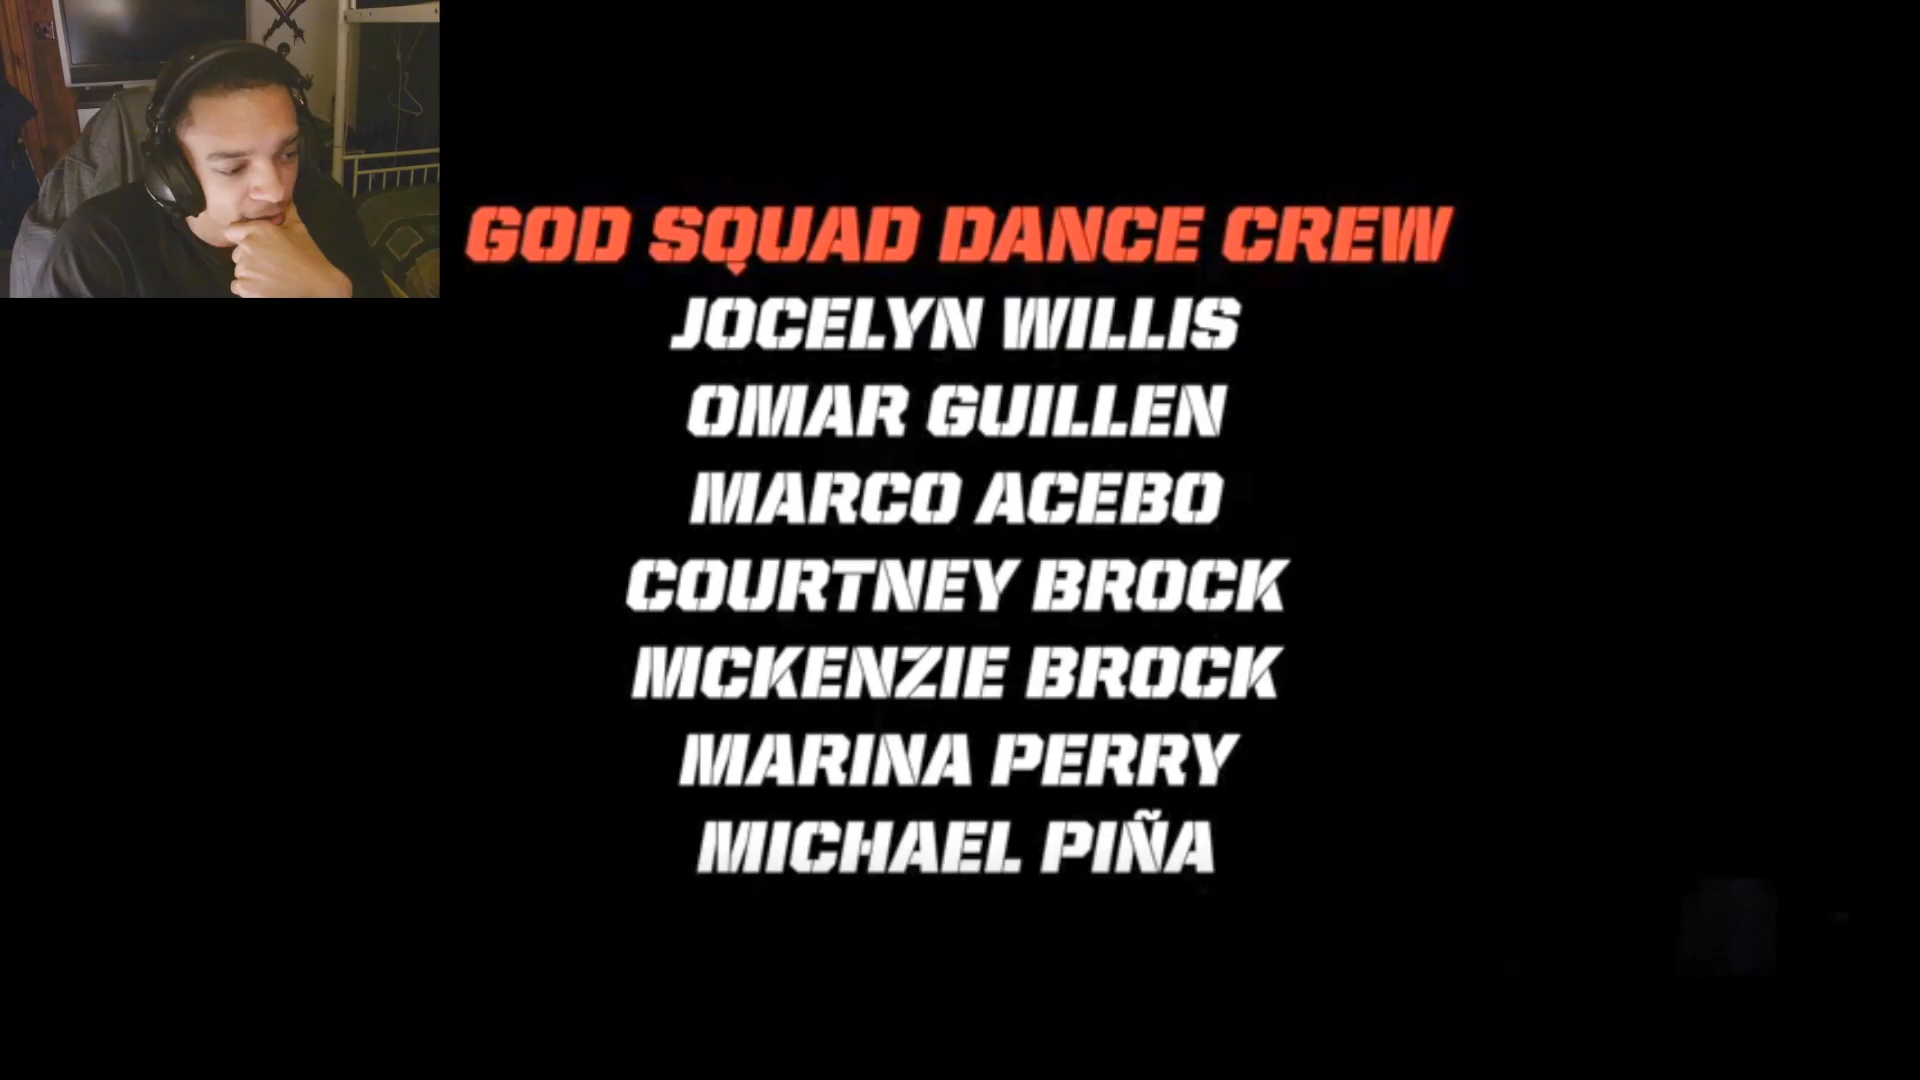 GOD SQUAD DANCE CREW
JOCELYN WILLIS
OMAR GUILLEN
MARCO ACEBO
COURTNEY BROCK
MCKENZIE BROCK
MARINA PERRY
MICHAEL PIÑA